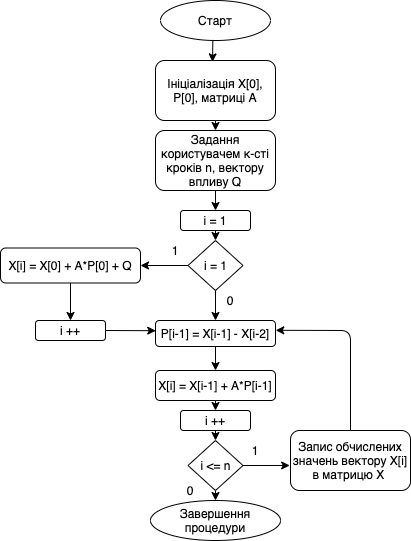 Старт
Ініціалізація X[0],
P[0], матриці A
Задання
користувачем к-сті
кроків n, вектору
впливу Q
i = 1
i = 1
1
0
X[i] = X[0] + A*P[0] + Q
i ++
P[i-1] = X[i-1] - X[i-2]
X[i] = X[i-1] + A*P[i-1]
i ++
i <= n
1
0
Запис обчислених
значень вектору X[i]
в матрицю X
Завершення
процедури